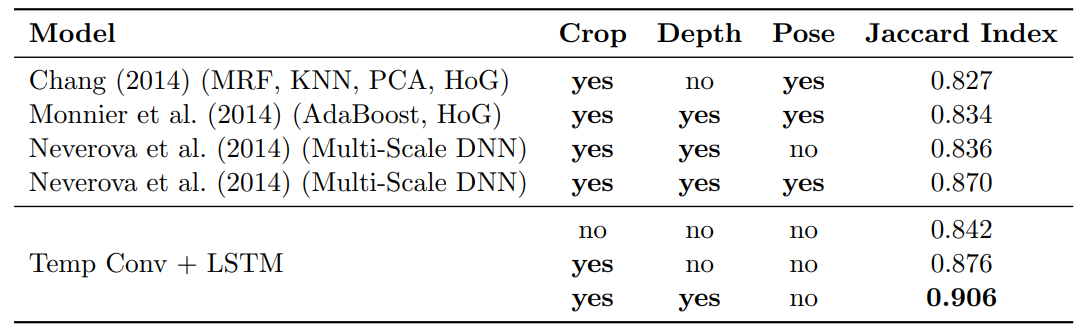 Model Crop Depth Pose Jaccard Index
Chang (2014) (MRF, KNN, PCA, HoG) yes no yes 0.827
Monnier et al. (2014) (AdaBoost, HoG) yes yes yes 0.834
Neverova et al. (2014) (Multi-Scale DNN) yes yes no 0.836
Neverova et al. (2014) (Multi-Scale DNN) yes yes yes 0.870
no no no 0.842
Temp Conv + LSTM yes no no 0.876
yes yes no 0.906